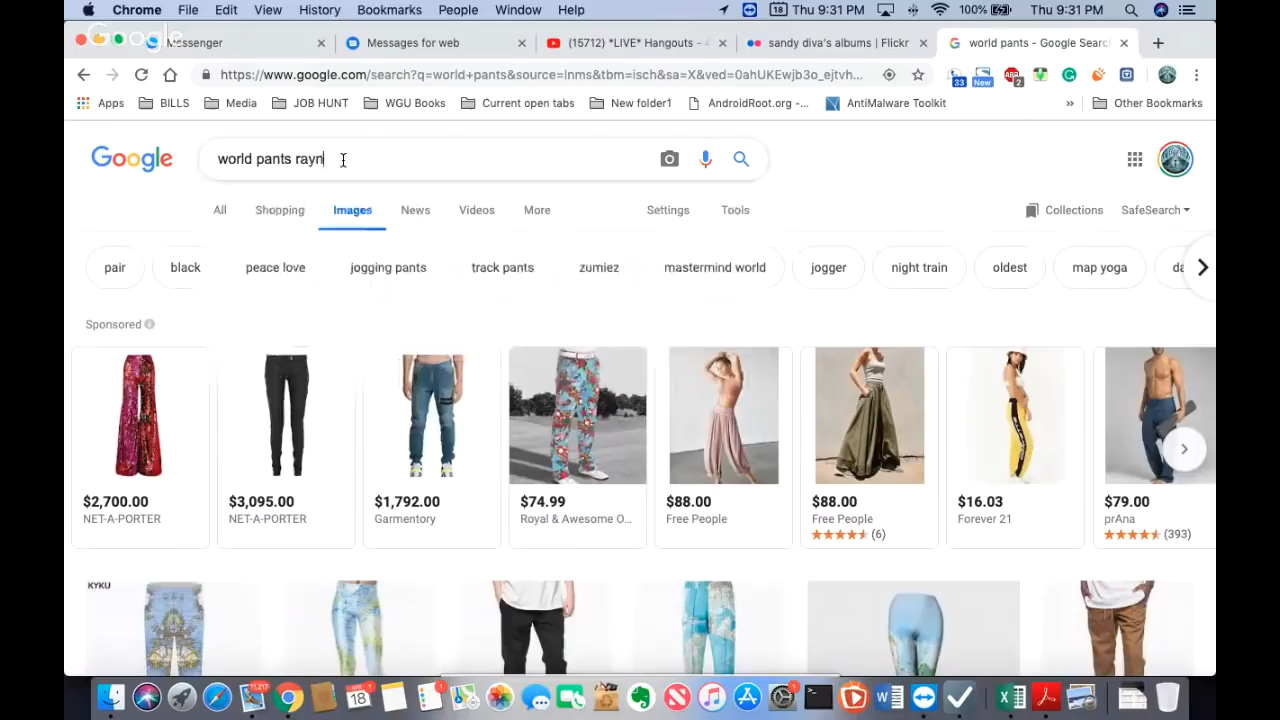 Chrome File Edit View History Bookmarks People Window Help 18 Thu 9:31 PM 100% Thu 9:31 PM
Google
Messenger × Messages for web × (15712) *LIVE* Hangouts - × sandy diva's albums | Flickr × G world pants - Google Search × +
https://www.google.com/search?q=world+pants&source=lnms&tbm=isch&sa=X&ved=0ahUKEwjb3o_ejtvh... 33 New ABP 2
Apps BILLS Media JOB HUNT WGU Books Current open tabs New folder1 AndroidRoot.org -... AntiMalware Toolkit » Other Bookmarks
Google world pants rayn
All Shopping Images News Videos More Settings Tools Collections SafeSearch
pair black peace love jogging pants track pants zumiez mastermind world jogger night train oldest map yoga da
Sponsored
$2,700.00 $3,095.00 $1,792.00 $74.99 $88.00 $88.00 $16.03 $79.00
NET-A-PORTER NET-A-PORTER Garmentory Royal & Awesome O... Free People Free People Forever 21 prAna
(6) (393)
KYKU
18